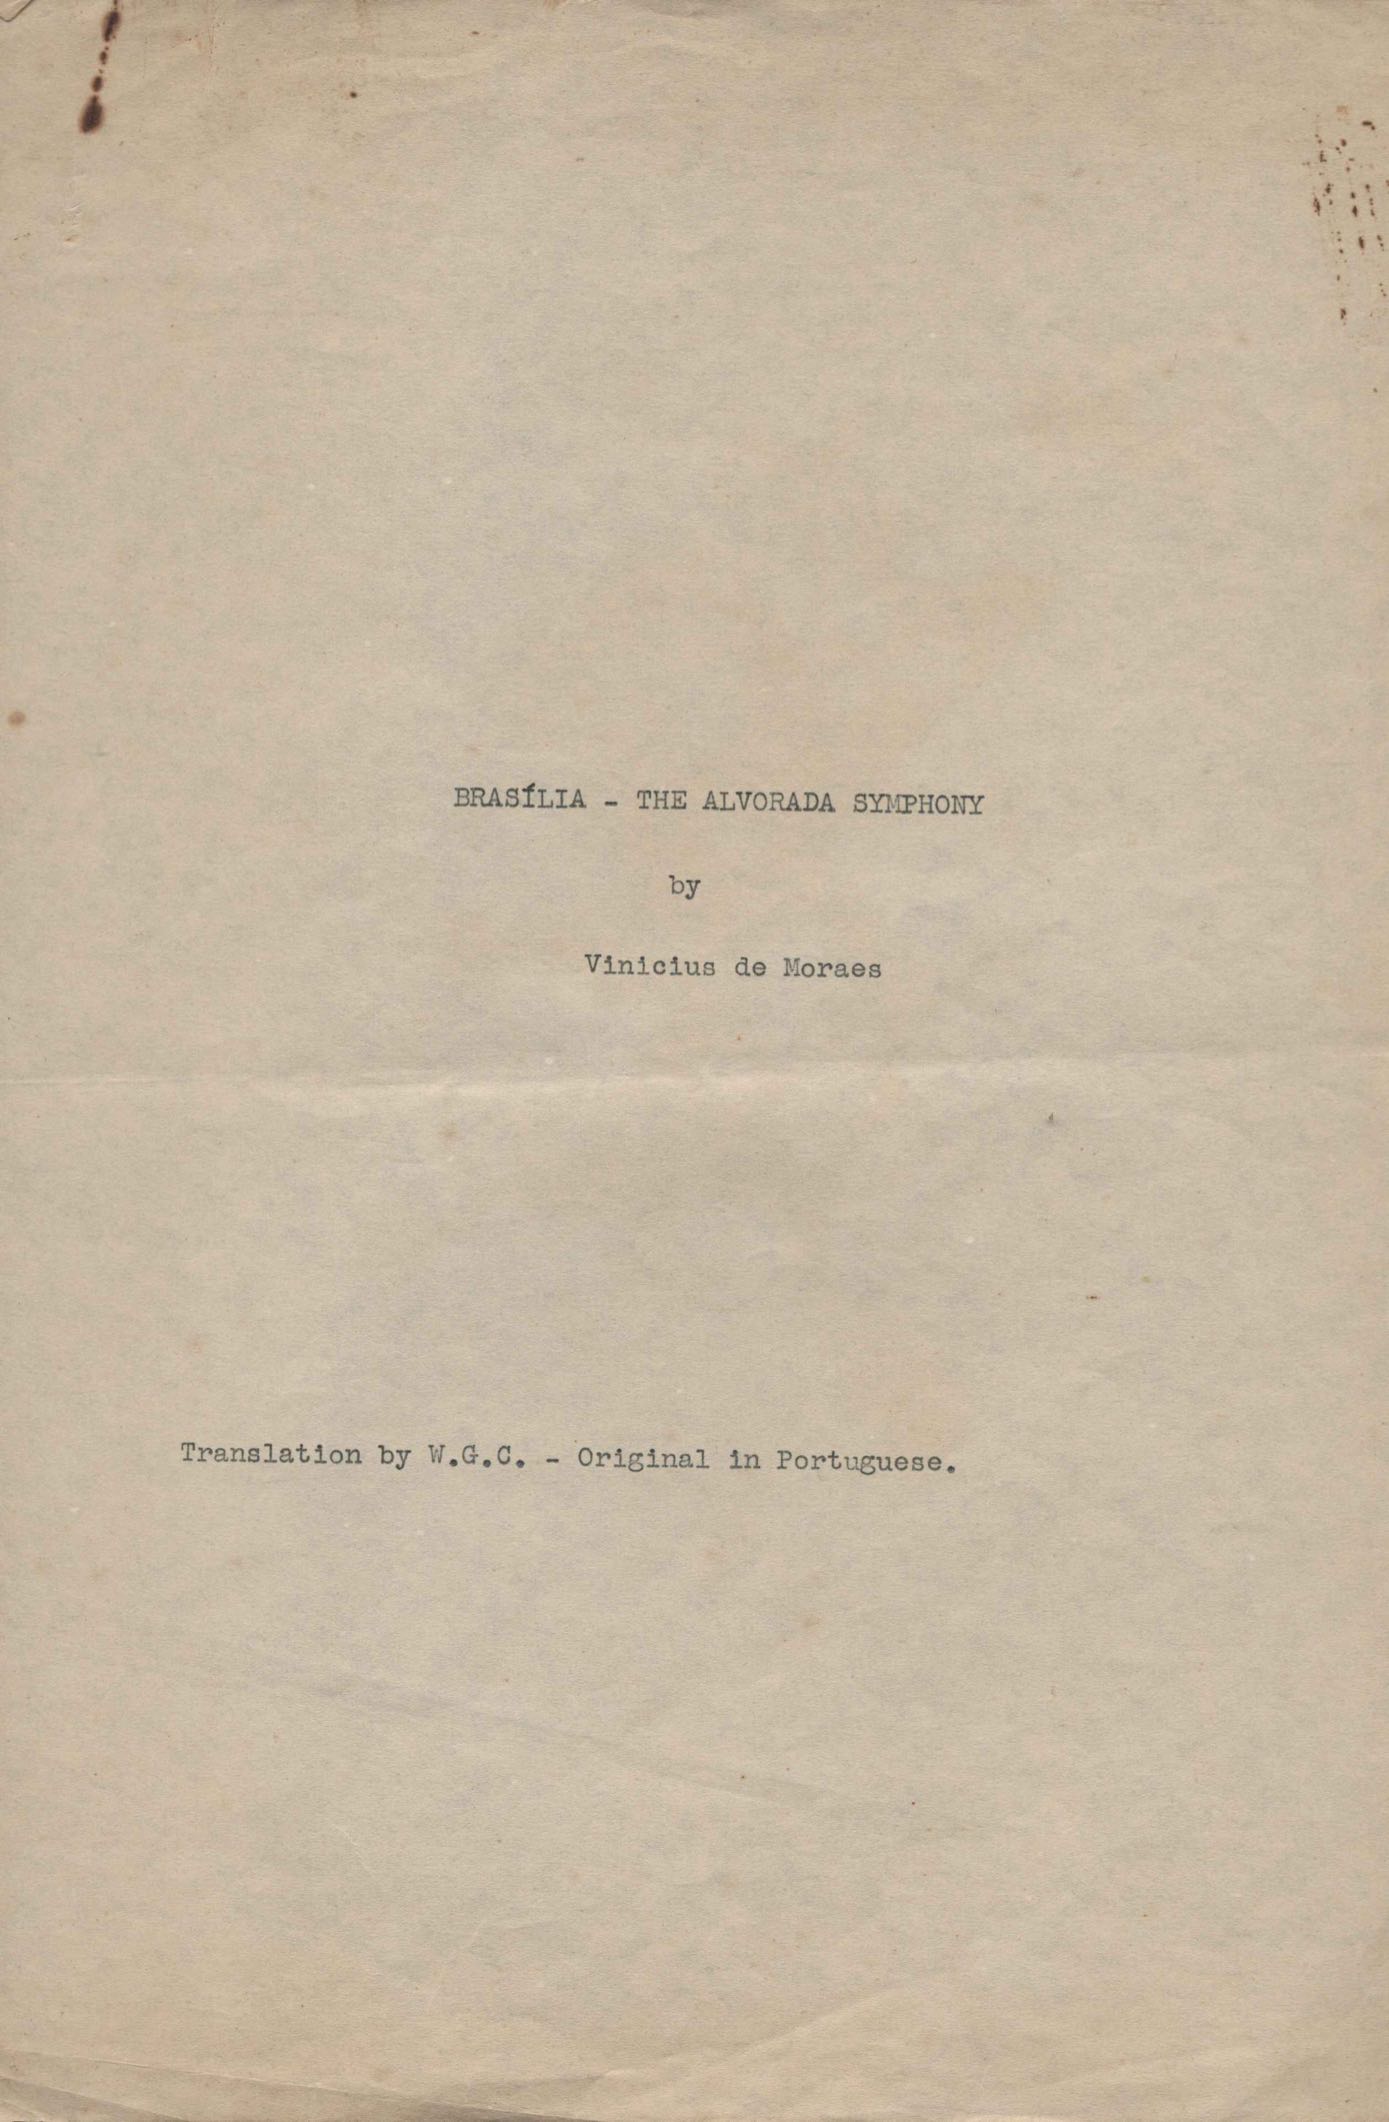 BRASÍLIA - THE ALVORADA SYMPHONY
by
Vinicius de Moraes
Translation by W.G.C. - Original in Portuguese.